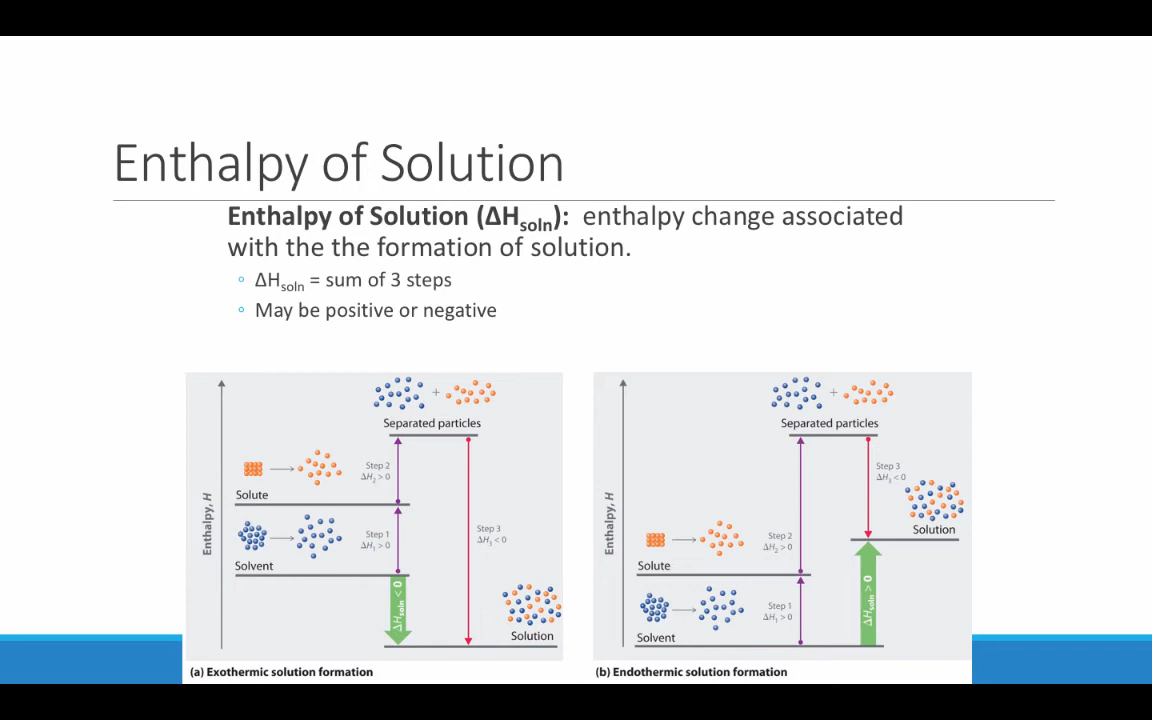 Enthalpy of Solution
Enthalpy of Solution (ΔHsoln): enthalpy change associated
with the the formation of solution.
ΔHsoln = sum of 3 steps
May be positive or negative
Enthalpy, H
+
Separated particles
Step 2
ΔH₂ > 0
Solute
Step 1
ΔH₁ > 0
Solvent
Step 3
ΔH₃ < 0
ΔHsoln < 0
Solution
(a) Exothermic solution formation
Enthalpy, H
+
Separated particles
Step 3
ΔH₃ < 0
Solution
Step 2
ΔH₂ > 0
Solute
Step 1
ΔH₁ > 0
Solvent
ΔHsoln > 0
(b) Endothermic solution formation